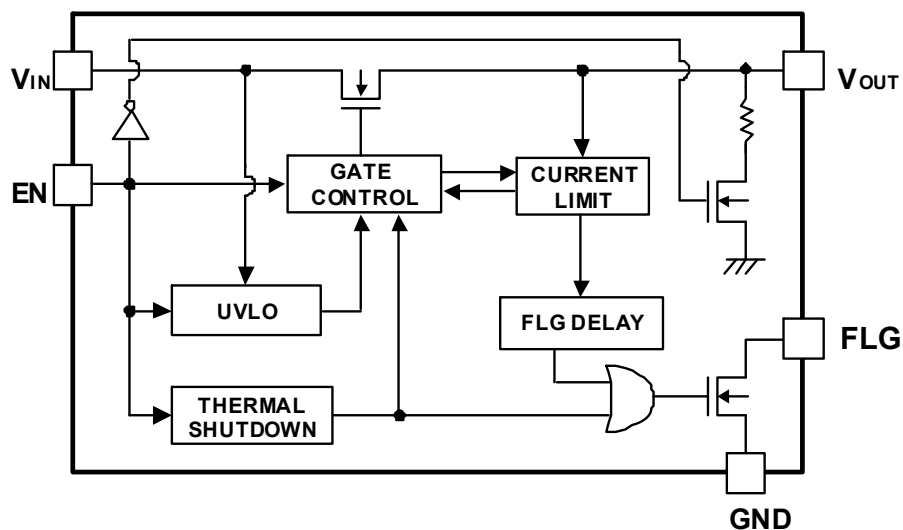 VIN
VOUT
EN
GATE
CONTROL
CURRENT
LIMIT
UVLO
FLG DELAY
FLG
THERMAL
SHUTDOWN
GND